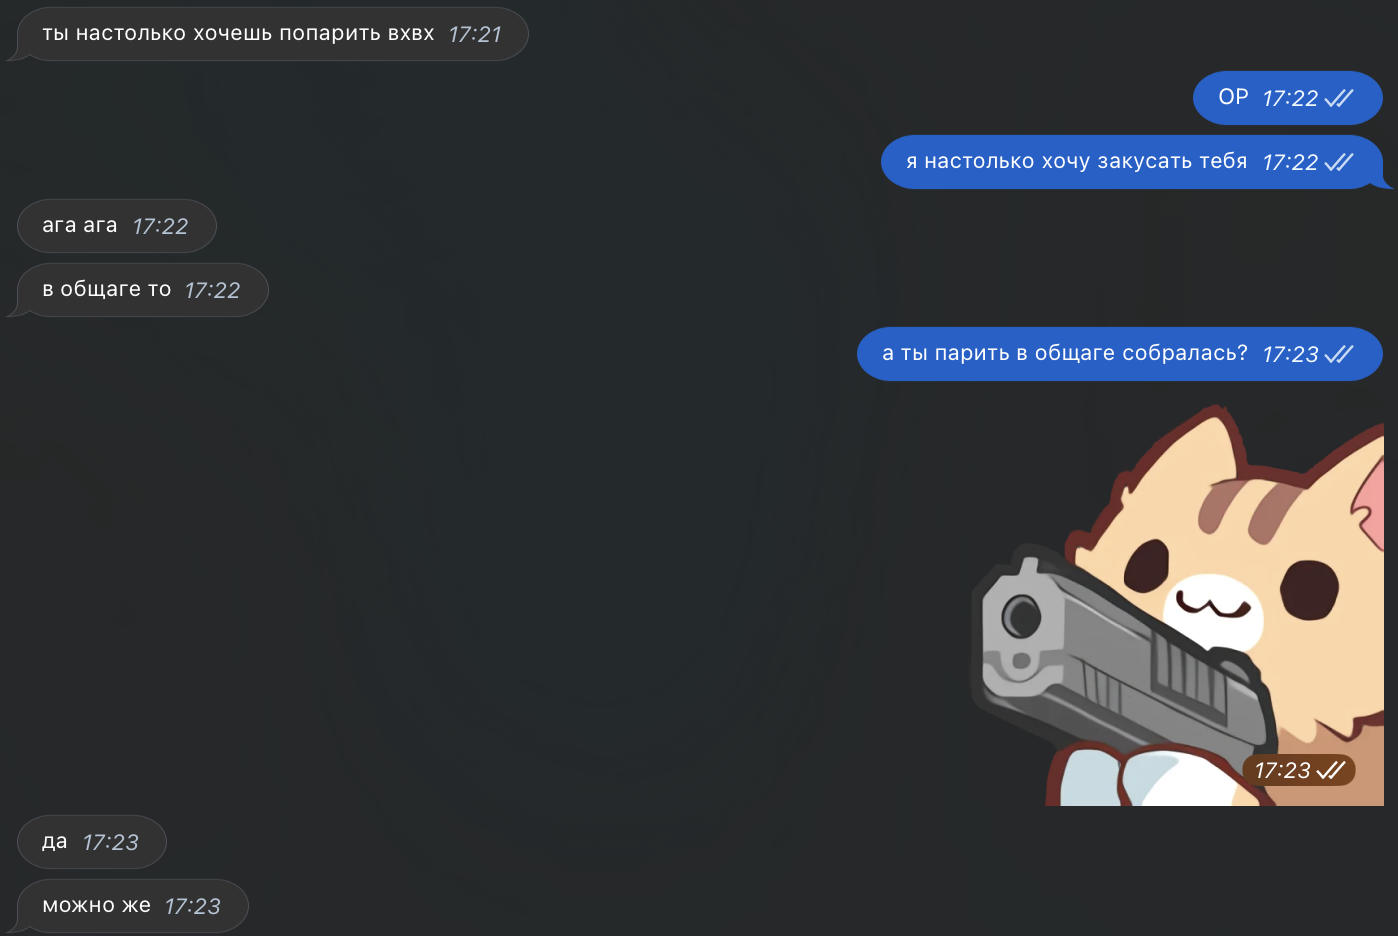 ты настолько хочешь попарить вхвх 17:21
ОР 17:22
я настолько хочу закусать тебя 17:22
ага ага 17:22
в общаге то 17:22
а ты парить в общаге собралась? 17:23
17:23
да 17:23
можно же 17:23